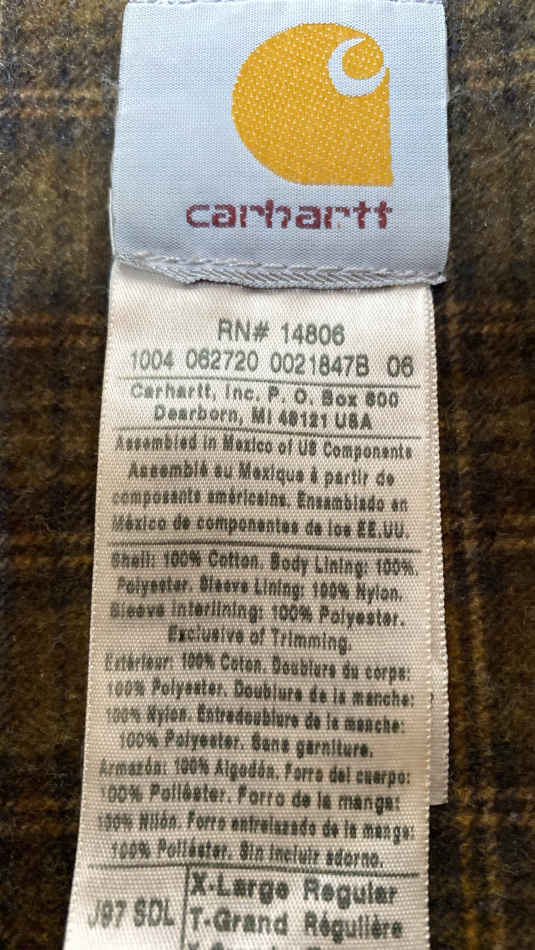 carhartt
RN# 14806
1004 062720 0021847B 06
Carhartt, Inc. P. O. Box 600
Dearborn, MI 48121 USA
Assembled in Mexico of US Components
Assemblé au Mexique à partir de
composants américains. Ensamblado en
México de componentes de los EE.UU.
Shell: 100% Cotton. Body Lining: 100%.
Polyester. Sleeve Lining: 100% Nylon.
Sleeve Interlining: 100% Polyester.
Exclusive of Trimming.
Extérieur: 100% Coton. Doublure du corps:
100% Polyester. Doublure de la manche:
100% Nylon. Entredoublure de la manche:
100% Polyester. Sans garniture.
Armazón: 100% Algodón. Forro del cuerpo:
100% Poliéster. Forro de la manga:
100% Nilón. Forro entrelazado de la manga:
100% Poliéster. Sin incluir adorno.
J97 SDL
X-Large Regular
T-Grand Régulière